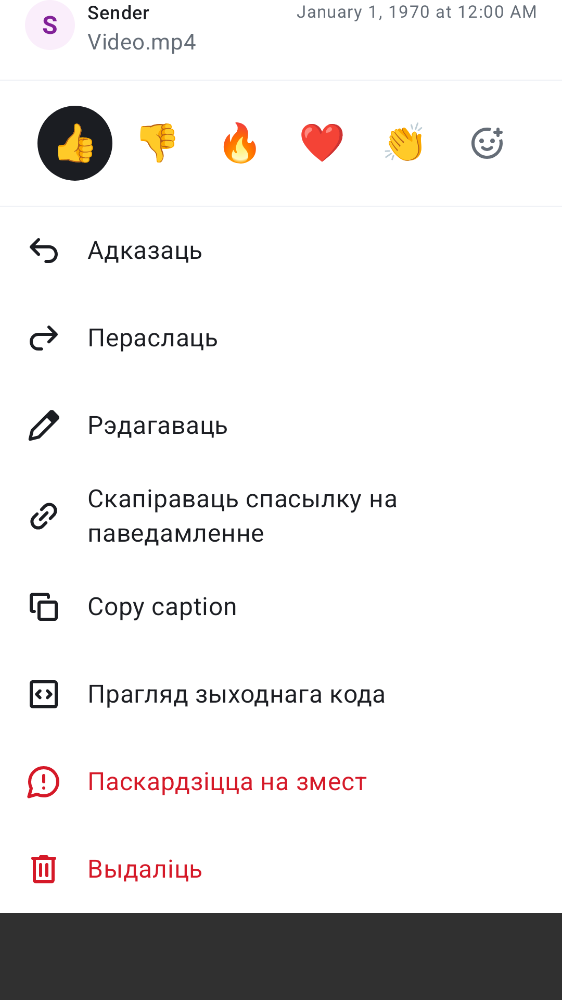 S
Sender
January 1, 1970 at 12:00 AM
Video.mp4
Адказаць
Пераслаць
Рэдагаваць
Скапіраваць спасылку на
паведамленне
Copy caption
Прагляд зыходнага кода
Паскардзіцца на змест
Выдаліць